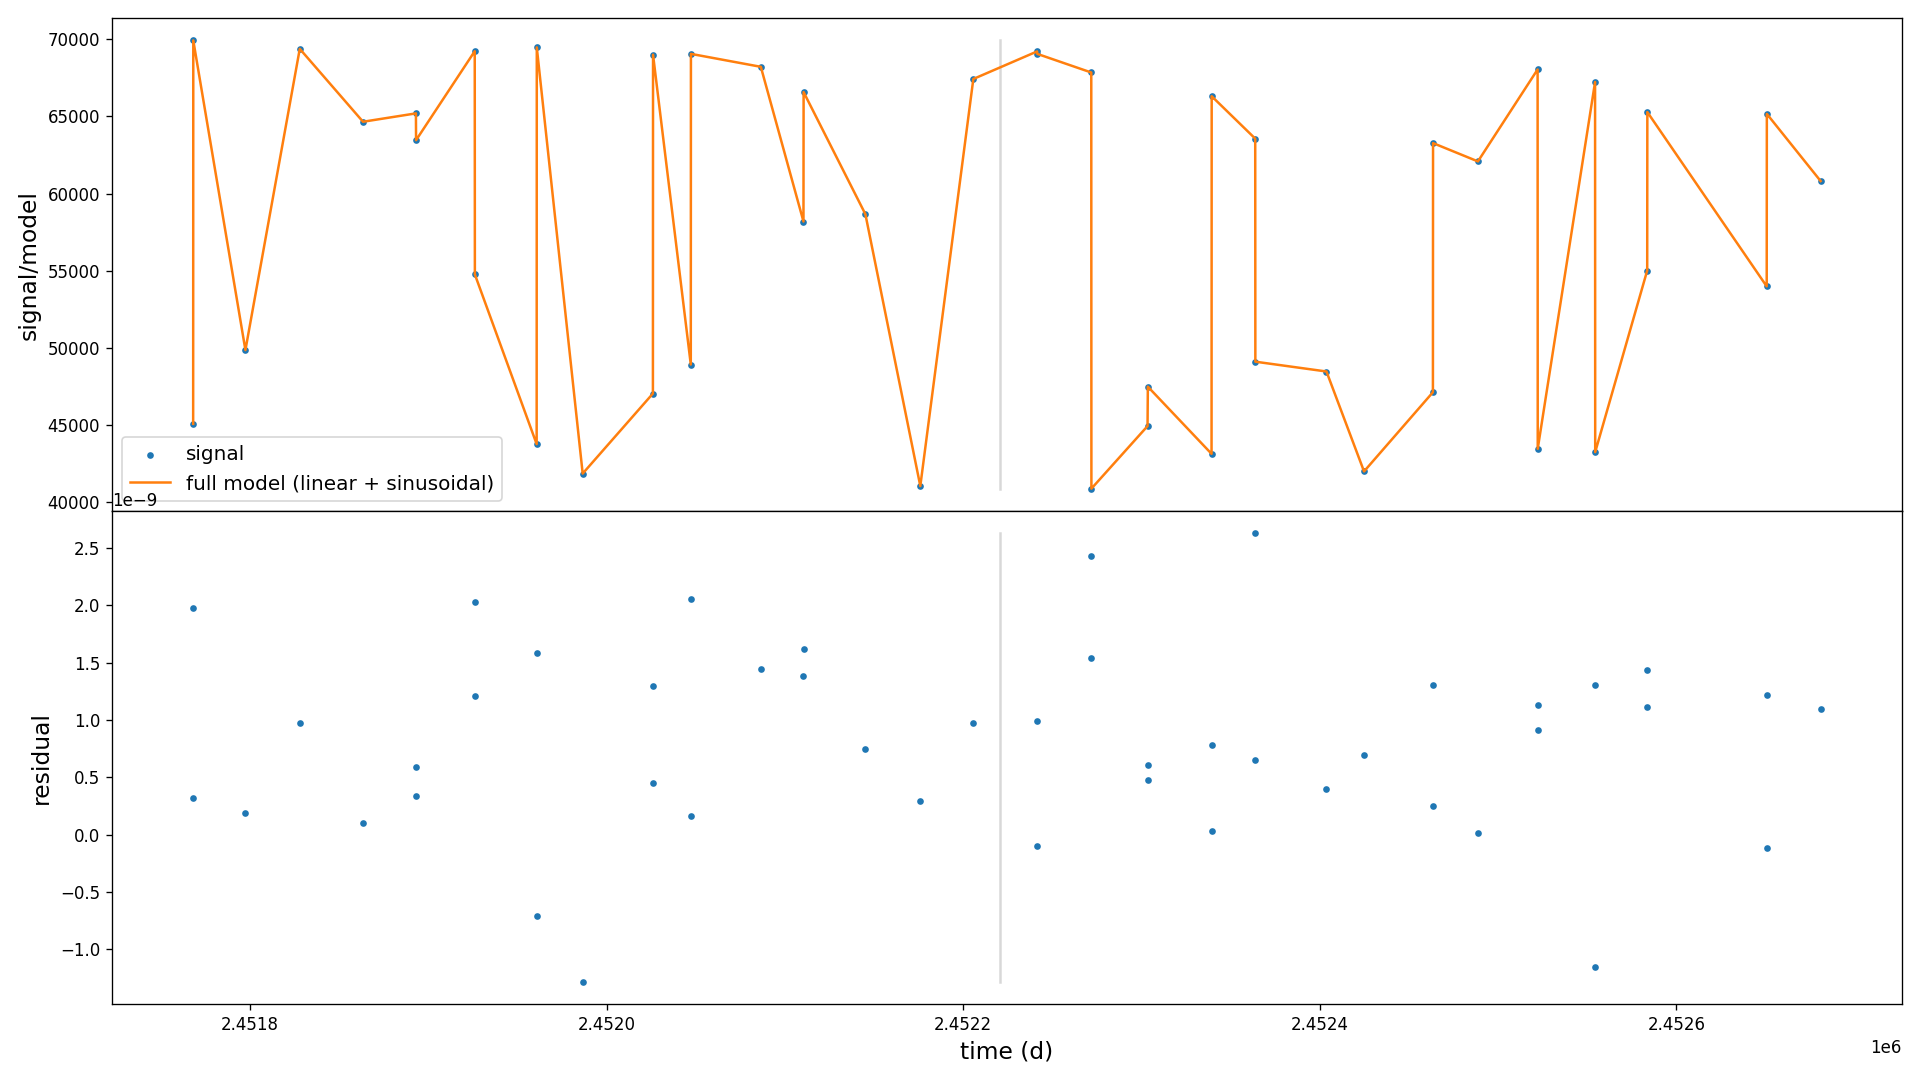 70000
65000
60000
55000
50000
45000
40000
signal/model
signal
full model (linear + sinusoidal)
1e−9
2.5
2.0
1.5
1.0
0.5
0.0
−0.5
−1.0
residual
2.4518 2.4520 2.4522 2.4524 2.4526
time (d)
1e6